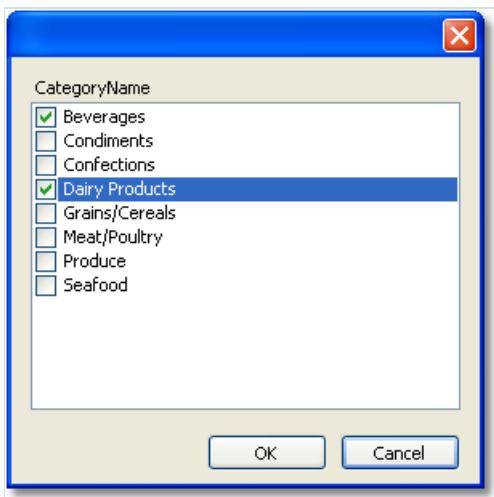 CategoryName
Beverages
Condiments
Confections
Dairy Products
Grains/Cereals
Meat/Poultry
Produce
Seafood
OK Cancel